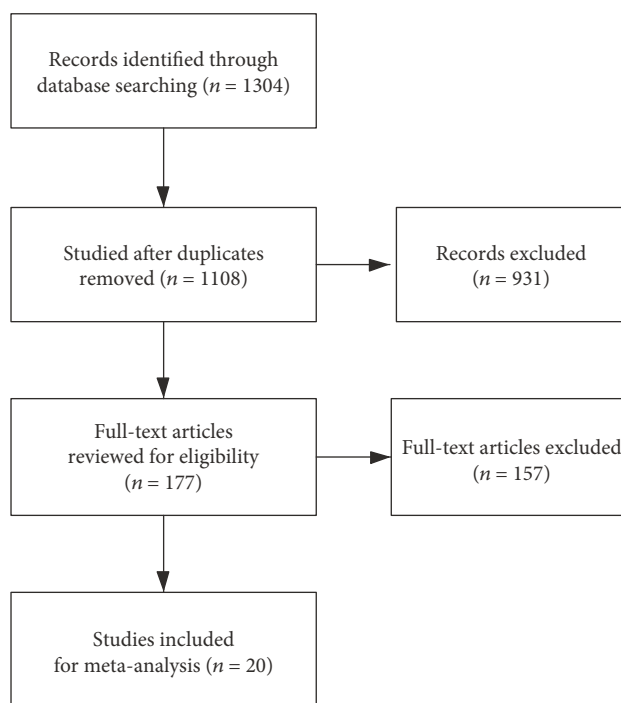 Records identified through
database searching (n = 1304)
Studied after duplicates
removed (n = 1108)
Records excluded
(n = 931)
Full-text articles
reviewed for eligibility
(n = 177)
Full-text articles excluded
(n = 157)
Studies included
for meta-analysis (n = 20)